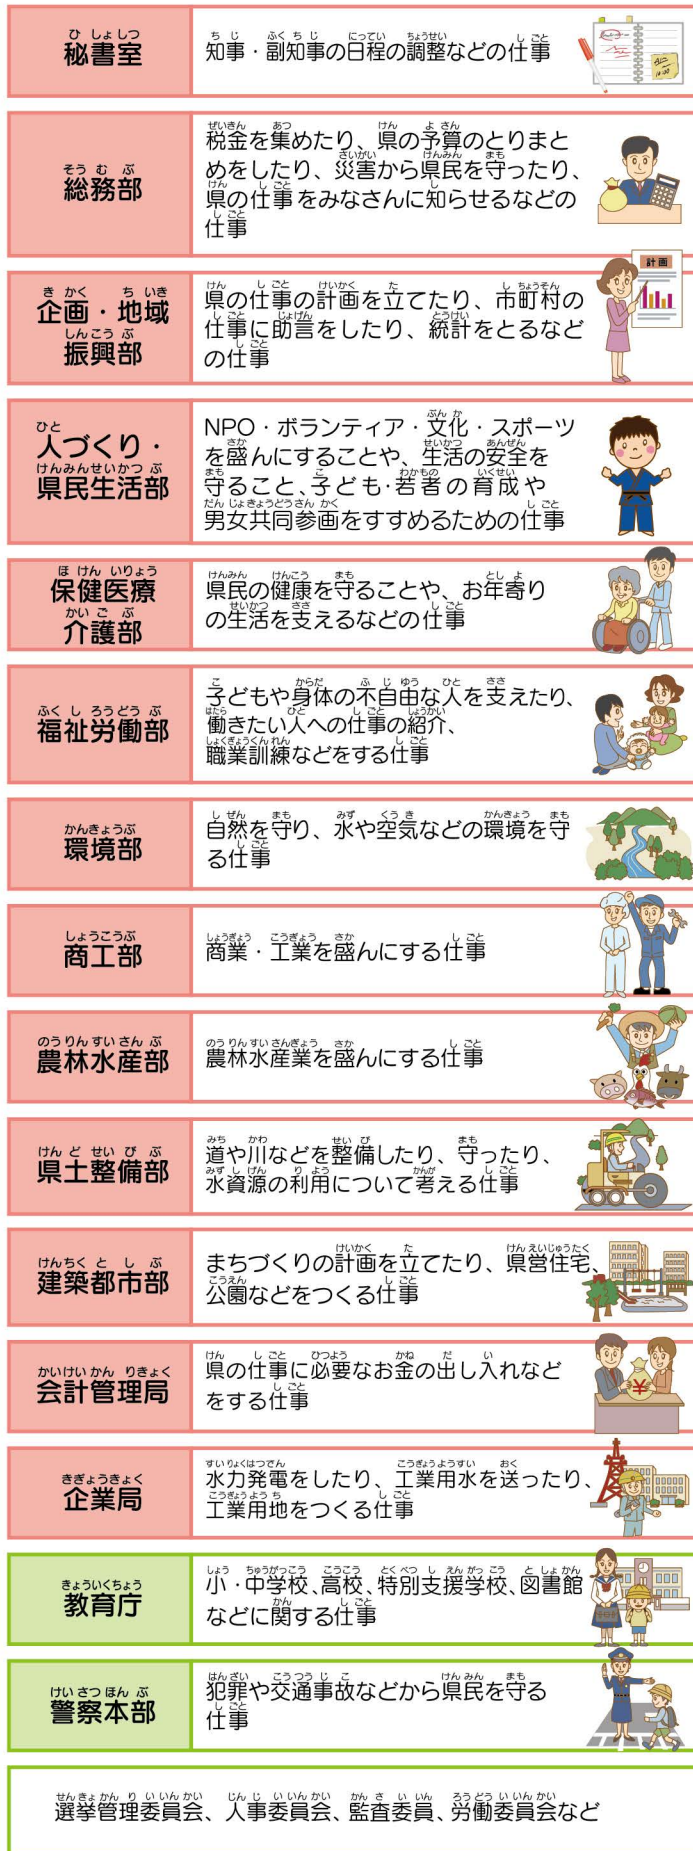 秘書室
知事・副知事の日程の調整などの仕事
総務部
税金を集めたり、県の予算のとりまと
めをしたり、災害から県民を守ったり、
県の仕事をみなさんに知らせるなどの
仕事
企画・地域
振興部
県の仕事の計画を立てたり、市町村の
仕事に助言をしたり、統計をとるなど
の仕事
計画
人づくり・
県民生活部
NPO・ボランティア・文化・スポーツ
を盛んにすることや、生活の安全を
守ること、子ども・若者の育成や
男女共同参画をすすめるための仕事
保健医療
介護部
県民の健康を守ることや、お年寄り
の生活を支えるなどの仕事
福祉労働部
子どもや身体の不自由な人を支えたり、
働きたい人への仕事の紹介、
職業訓練などをする仕事
環境部
自然を守り、水や空気などの環境を守
る仕事
商工部
商業・工業を盛んにする仕事
農林水産部
農林水産業を盛んにする仕事
県土整備部
道や川などを整備したり、守ったり、
水資源の利用について考える仕事
建築都市部
まちづくりの計画を立てたり、県営住宅、
公園などをつくる仕事
会計管理局
県の仕事に必要なお金の出し入れなど
をする仕事
¥
企業局
水力発電をしたり、工業用水を送ったり、
工業用地をつくる仕事
教育庁
小・中学校、高校、特別支援学校、図書館
などに関する仕事
警察本部
犯罪や交通事故などから県民を守る
仕事
選挙管理委員会、人事委員会、監査委員、労働委員会など